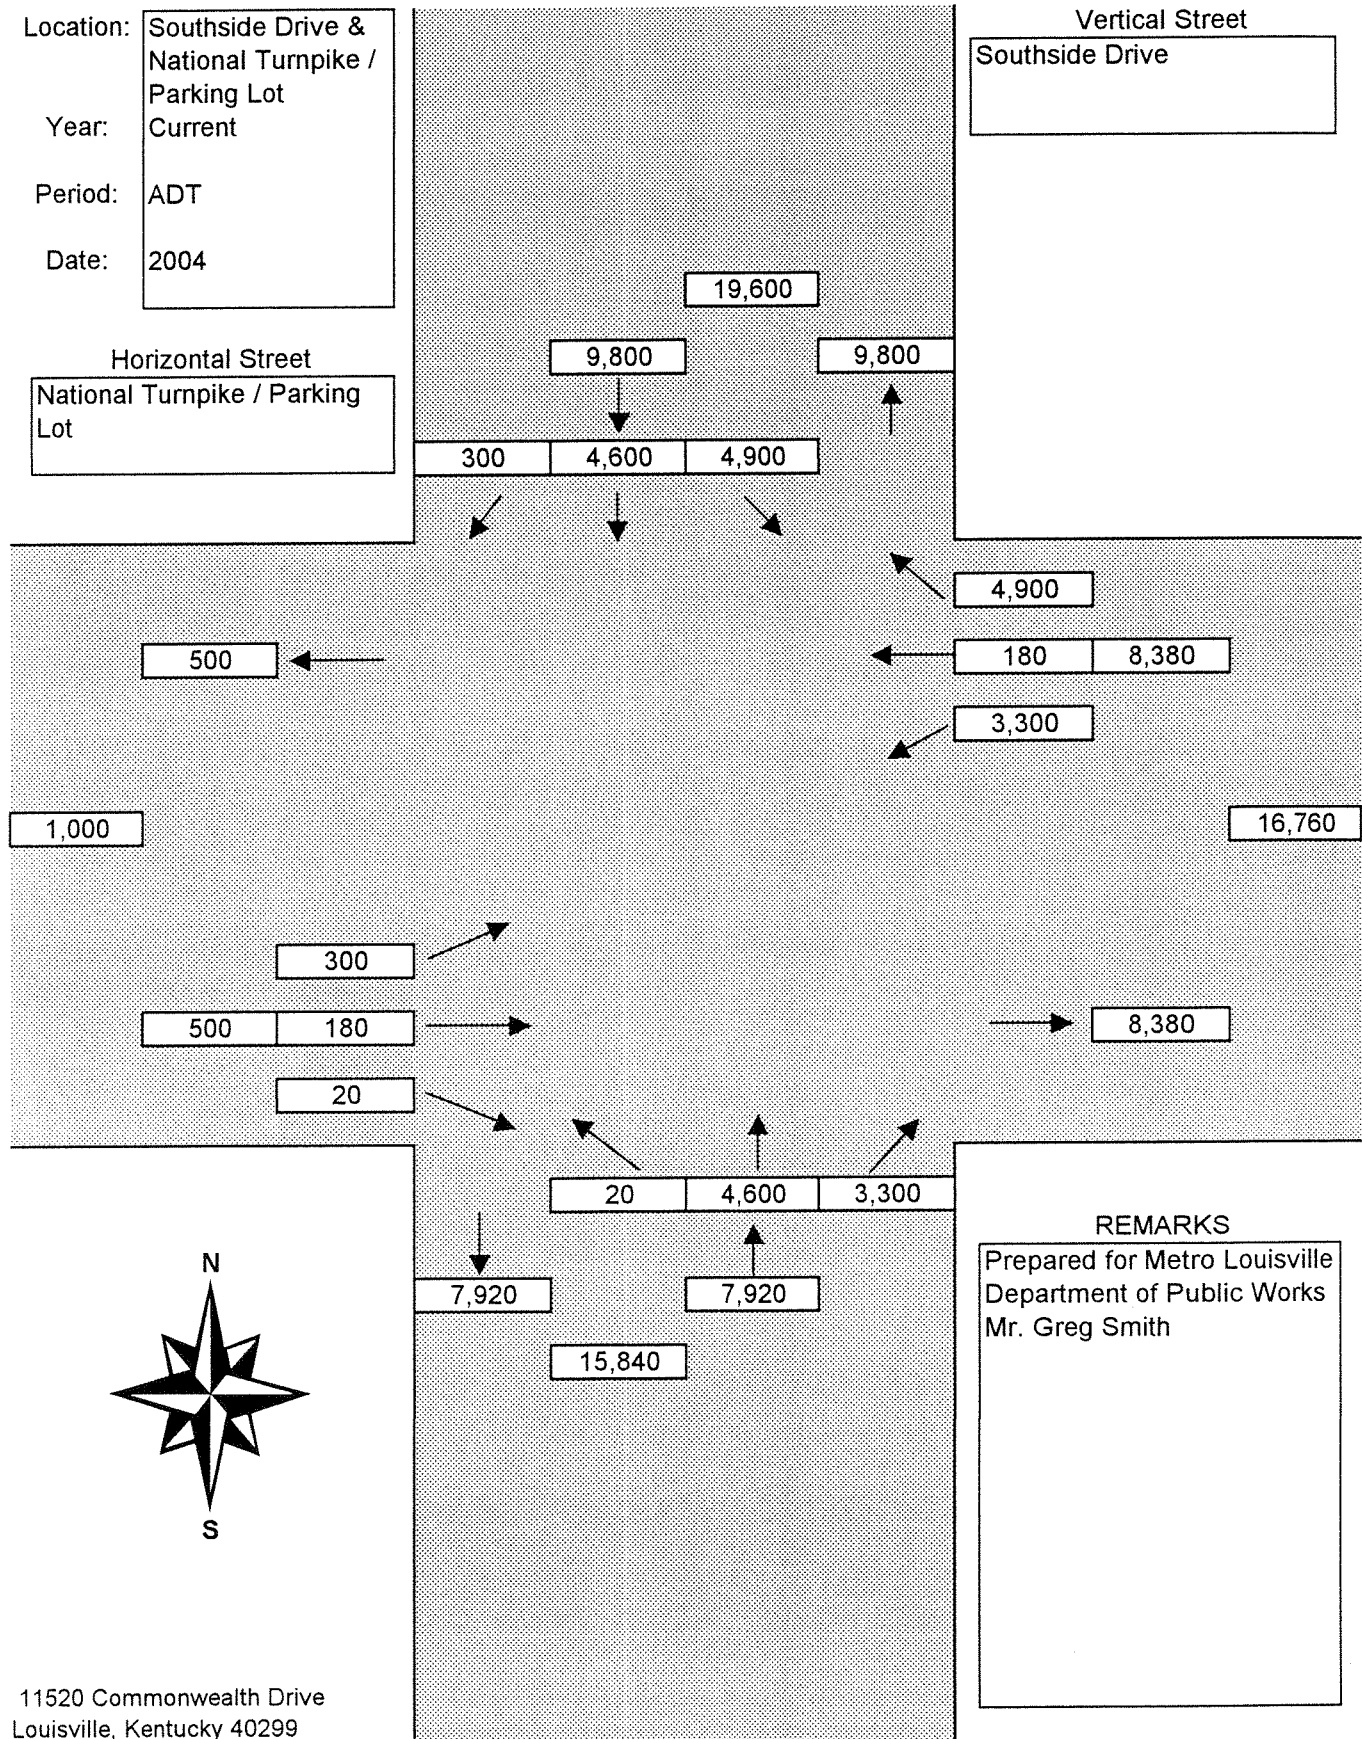 Location: Southside Drive &
National Turnpike /
Parking Lot
Year: Current
Period: ADT
Date: 2004
Vertical Street
Southside Drive
Horizontal Street
National Turnpike / Parking
Lot
19,600
9,800 9,800
300 4,600 4,900
4,900
500 180 8,380
3,300
1,000 16,760
300
500 180 8,380
20
20 4,600 3,300
7,920 7,920
15,840
N
S
REMARKS
Prepared for Metro Louisville
Department of Public Works
Mr. Greg Smith
11520 Commonwealth Drive
Louisville, Kentucky 40299